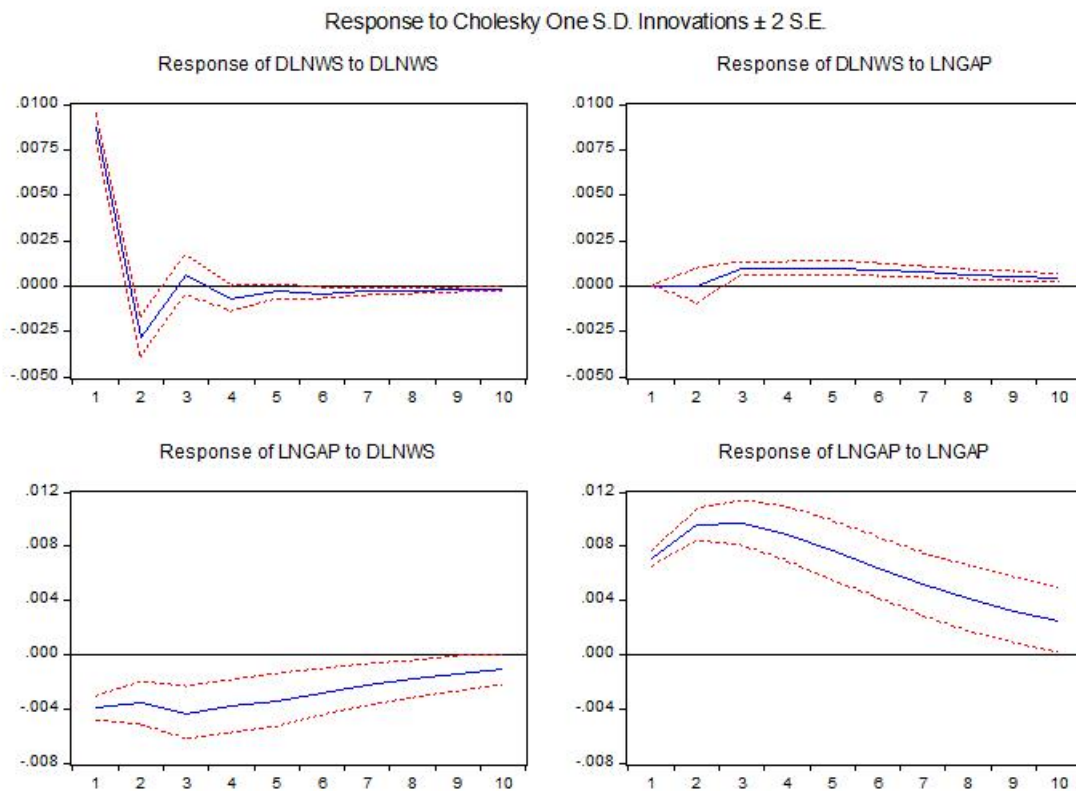 Response to Cholesky One S.D. Innovations ± 2 S.E.
Response of DLNWS to DLNWS
.0100
.0075
.0050
.0025
.0000
-.0025
-.0050
1 2 3 4 5 6 7 8 9 10
Response of DLNWS to LNGAP
.0100
.0075
.0050
.0025
.0000
-.0025
-.0050
1 2 3 4 5 6 7 8 9 10
Response of LNGAP to DLNWS
.012
.008
.004
.000
-.004
-.008
1 2 3 4 5 6 7 8 9 10
Response of LNGAP to LNGAP
.012
.008
.004
.000
-.004
-.008
1 2 3 4 5 6 7 8 9 10